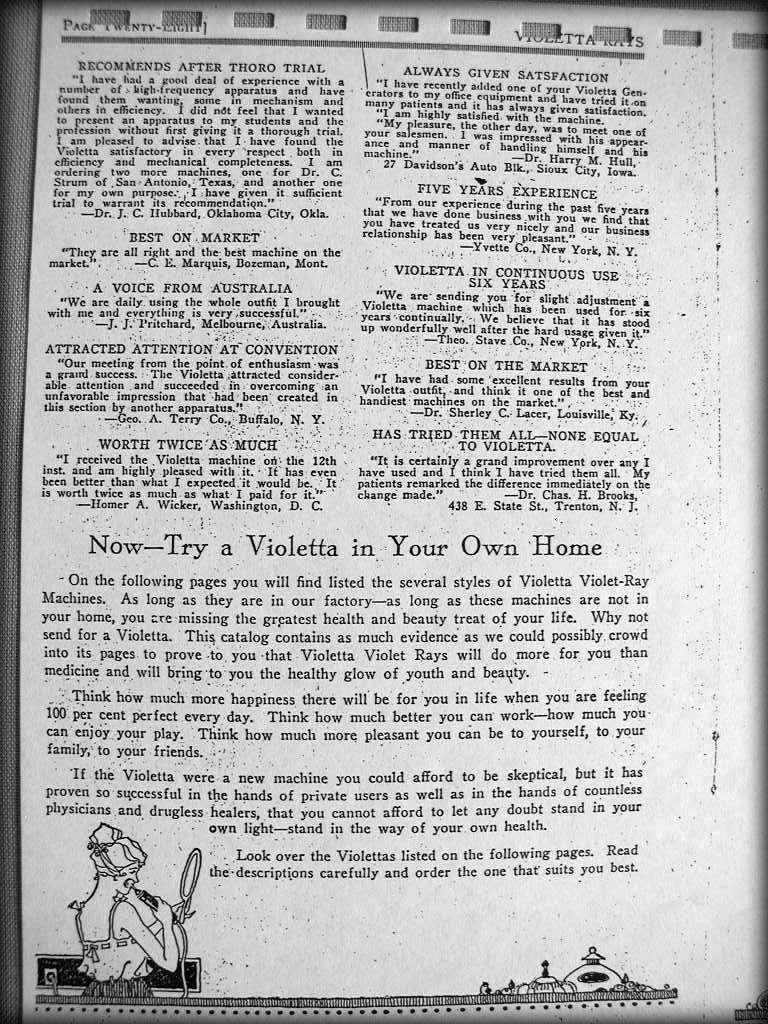 PAGE TWENTY-EIGHT]
VIOLETTA RAYS
RECOMMENDS AFTER THORO TRIAL
"I have had a good deal of experience with a
number of high-frequency apparatus and have
found them wanting, some in mechanism and
others in efficiency. I did not feel that I wanted
to present an apparatus to my students and the
profession without first giving it a thorough trial.
I am pleased to advise that I have found the
Violetta satisfactory in every respect both in
efficiency and mechanical completeness. I am
ordering two more machines, one for Dr. C.
Strum of San Antonio, Texas, and another one
for my own purpose. I have given it sufficient
trial to warrant its recommendation."
—Dr. J. C. Hubbard, Oklahoma City, Okla.
BEST ON MARKET
"They are all right and the best machine on the
market." —C. E. Marquis, Bozeman, Mont.
A VOICE FROM AUSTRALIA
"We are daily using the whole outfit I brought
with me and everything is very successful."
—J. J. Pritchard, Melbourne, Australia.
ATTRACTED ATTENTION AT CONVENTION
"Our meeting from the point of enthusiasm was
a grand success. The Violetta attracted consider-
able attention and succeeded in overcoming an
unfavorable impression that had been created in
this section by another apparatus."
—Geo. A. Terry Co., Buffalo, N. Y.
WORTH TWICE AS MUCH
"I received the Violetta machine on the 12th
inst. and am highly pleased with it. It has even
been better than what I expected it would be. It
is worth twice as much as what I paid for it."
—Homer A. Wicker, Washington, D. C.
ALWAYS GIVEN SATSFACTION
"I have recently added one of your Violetta Gen-
erators to my office equipment and have tried it on
many patients and it has always given satisfaction.
"I am highly satisfied with the machine.
"My pleasure, the other day, was to meet one of
your salesmen. I was impressed with his appear-
ance and manner of handling himself and his
machine." —Dr. Harry M. Hull,
27 Davidson's Auto Blk., Sioux City, Iowa.
FIVE YEARS EXPERIENCE
"From our experience during the past five years
that we have done business with you we find that
you have treated us very nicely and our business
relationship has been very pleasant."
—Yvette Co., New York, N. Y.
VIOLETTA IN CONTINUOUS USE
SIX YEARS
"We are sending you for slight adjustment a
Violetta machine which has been used for six
years continually. We believe that it has stood
up wonderfully well after the hard usage given it."
—Theo. Stave Co., New York, N. Y.
BEST ON THE MARKET
"I have had some excellent results from your
Violetta outfit, and think it one of the best and
handiest machines on the market."
—Dr. Sherley C. Lacer, Louisville, Ky.
HAS TRIED THEM ALL—NONE EQUAL
TO VIOLETTA.
"It is certainly a grand improvement over any I
have used and I think I have tried them all. My
patients remarked the difference immediately on the
change made." —Dr. Chas. H. Brooks,
438 E. State St., Trenton, N. J.
Now—Try a Violetta in Your Own Home
On the following pages you will find listed the several styles of Violetta Violet-Ray
Machines. As long as they are in our factory—as long as these machines are not in
your home, you are missing the greatest health and beauty treat of your life. Why not
send for a Violetta. This catalog contains as much evidence as we could possibly crowd
into its pages to prove to you that Violetta Violet Rays will do more for you than
medicine and will bring to you the healthy glow of youth and beauty.
Think how much more happiness there will be for you in life when you are feeling
100 per cent perfect every day. Think how much better you can work—how much you
can enjoy your play. Think how much more pleasant you can be to yourself, to your
family, to your friends.
If the Violetta were a new machine you could afford to be skeptical, but it has
proven so successful in the hands of private users as well as in the hands of countless
physicians and drugless healers, that you cannot afford to let any doubt stand in your
own light—stand in the way of your own health.
Look over the Violettas listed on the following pages. Read
the descriptions carefully and order the one that suits you best.